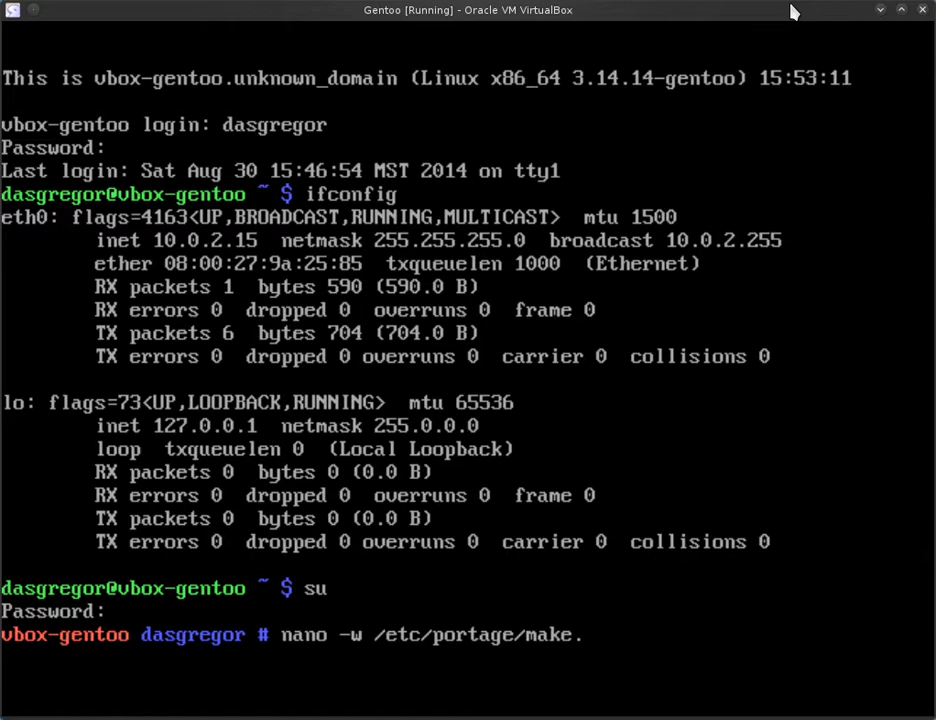 Gentoo [Running] - Oracle VM VirtualBox
This is vbox-gentoo.unknown_domain (Linux x86_64 3.14.14-gentoo) 15:53:11
vbox-gentoo login: dasgregor
Password:
Last login: Sat Aug 30 15:46:54 MST 2014 on tty1
dasgregor@vbox-gentoo ~ $ ifconfig
eth0: flags=4163<UP,BROADCAST,RUNNING,MULTICAST>  mtu 1500
        inet 10.0.2.15  netmask 255.255.255.0  broadcast 10.0.2.255
        ether 08:00:27:9a:25:85  txqueuelen 1000  (Ethernet)
        RX packets 1  bytes 590 (590.0 B)
        RX errors 0  dropped 0  overruns 0  frame 0
        TX packets 6  bytes 704 (704.0 B)
        TX errors 0  dropped 0 overruns 0  carrier 0  collisions 0
lo: flags=73<UP,LOOPBACK,RUNNING>  mtu 65536
        inet 127.0.0.1  netmask 255.0.0.0
        loop  txqueuelen 0  (Local Loopback)
        RX packets 0  bytes 0 (0.0 B)
        RX errors 0  dropped 0  overruns 0  frame 0
        TX packets 0  bytes 0 (0.0 B)
        TX errors 0  dropped 0 overruns 0  carrier 0  collisions 0
dasgregor@vbox-gentoo ~ $ su
Password:
vbox-gentoo dasgregor # nano -w /etc/portage/make.